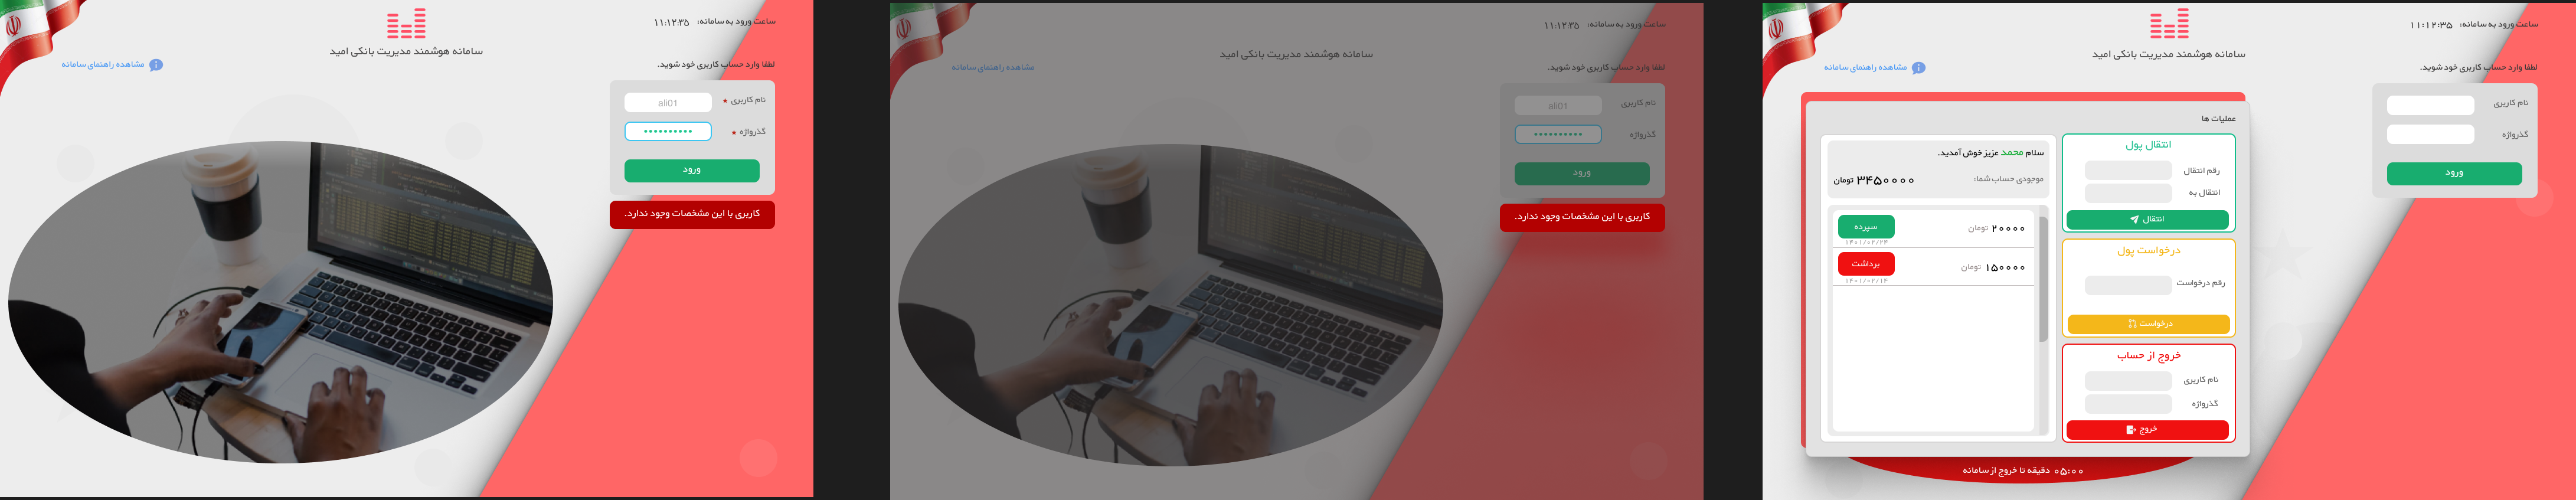 ساعت ورود به سامانه: ۱۱:۱۲:۳۵
سامانه هوشمند مدیریت بانکی امید
مشاهده راهنمای سامانه
لطفا وارد حساب کاربری خود شوید.
نام کاربری *
ali01
گذرواژه *
ورود
کاربری با این مشخصات وجود ندارد.
ساعت ورود به سامانه: ۱۱:۱۲:۳۵
سامانه هوشمند مدیریت بانکی امید
مشاهده راهنمای سامانه
لطفا وارد حساب کاربری خود شوید.
نام کاربری
ali01
گذرواژه
ورود
کاربری با این مشخصات وجود ندارد.
ساعت ورود به سامانه: ۱۱:۱۲:۳۵
سامانه هوشمند مدیریت بانکی امید
مشاهده راهنمای سامانه
لطفا وارد حساب کاربری خود شوید.
نام کاربری
گذرواژه
ورود
عملیات ها
انتقال پول
رقم انتقال
انتقال به
انتقال
درخواست پول
رقم درخواست
درخواست
خروج از حساب
نام کاربری
گذرواژه
خروج
سلام محمد عزیز خوش آمدید.
موجودی حساب شما: ۳۴۵۰۰۰۰ تومان
۲۰۰۰۰ تومان سپرده
۱۴۰۱/۰۲/۲۴
۱۵۰۰۰۰ تومان برداشت
۱۴۰۱/۰۲/۱۴
۰۵:۰۰ دقیقه تا خروج از سامانه